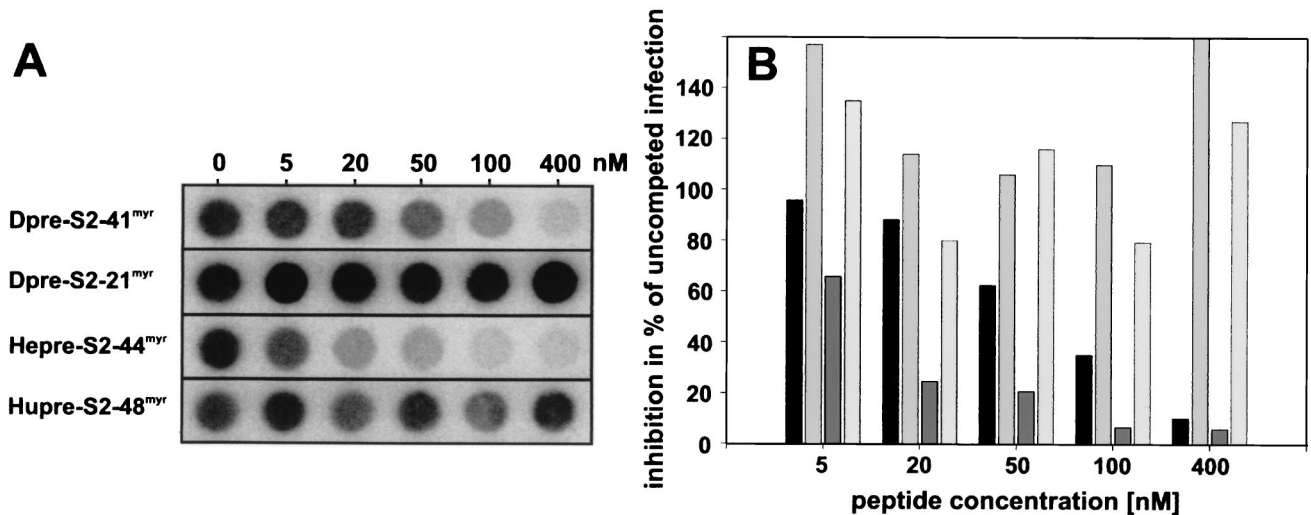 A
0 5 20 50 100 400 nM
Dpre-S2-41myr
Dpre-S2-21myr
Hepre-S2-44myr
Hupre-S2-48myr
B
inhibition in % of uncompeted infection
140
120
100
80
60
40
20
0
5 20 50 100 400
peptide concentration [nM]